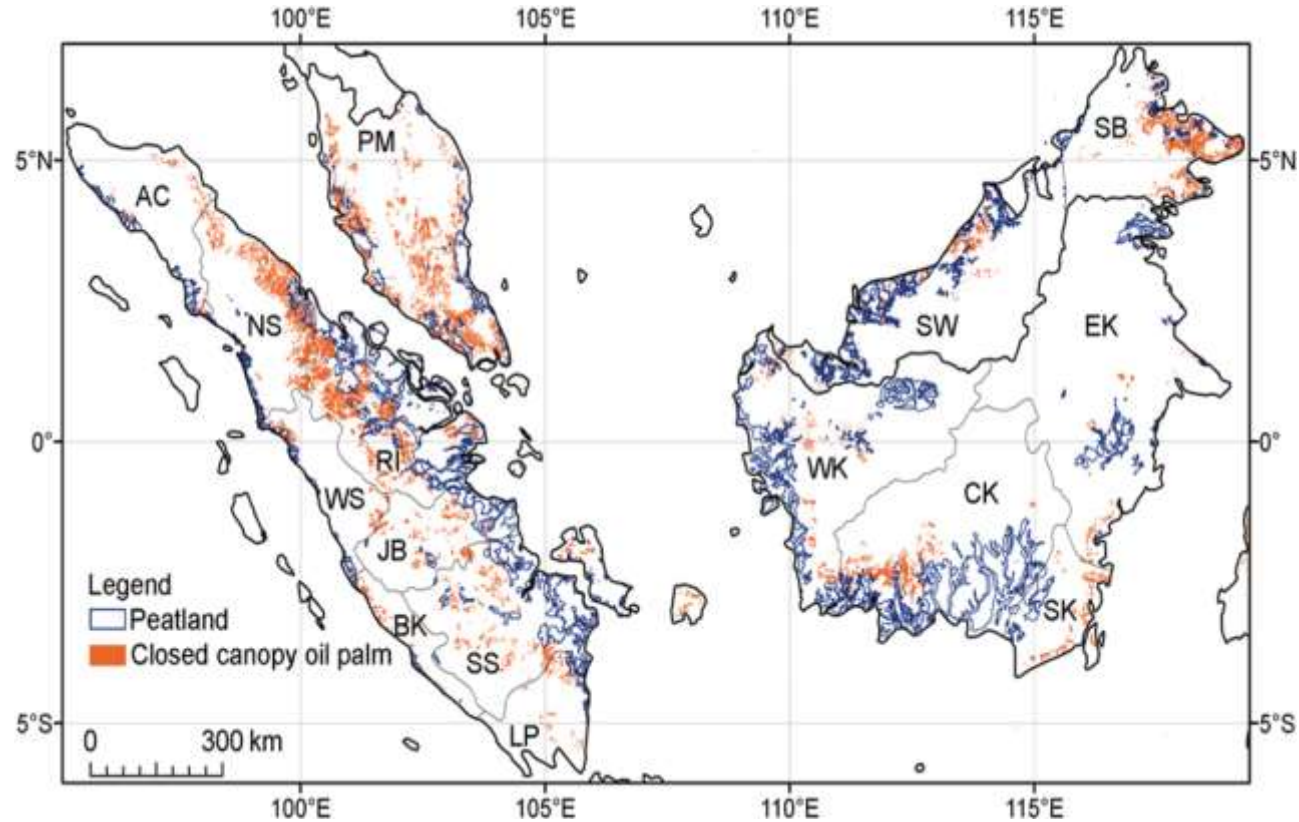 100°E 105°E 110°E 115°E
PM
SB
5°N 5°N
AC
NS SW EK
0° 0°
RI WK
WS CK
JB
Legend
Peatland
BK SK
Closed canopy oil palm
SS
5°S 5°S
LP
0 300 km
100°E 105°E 110°E 115°E